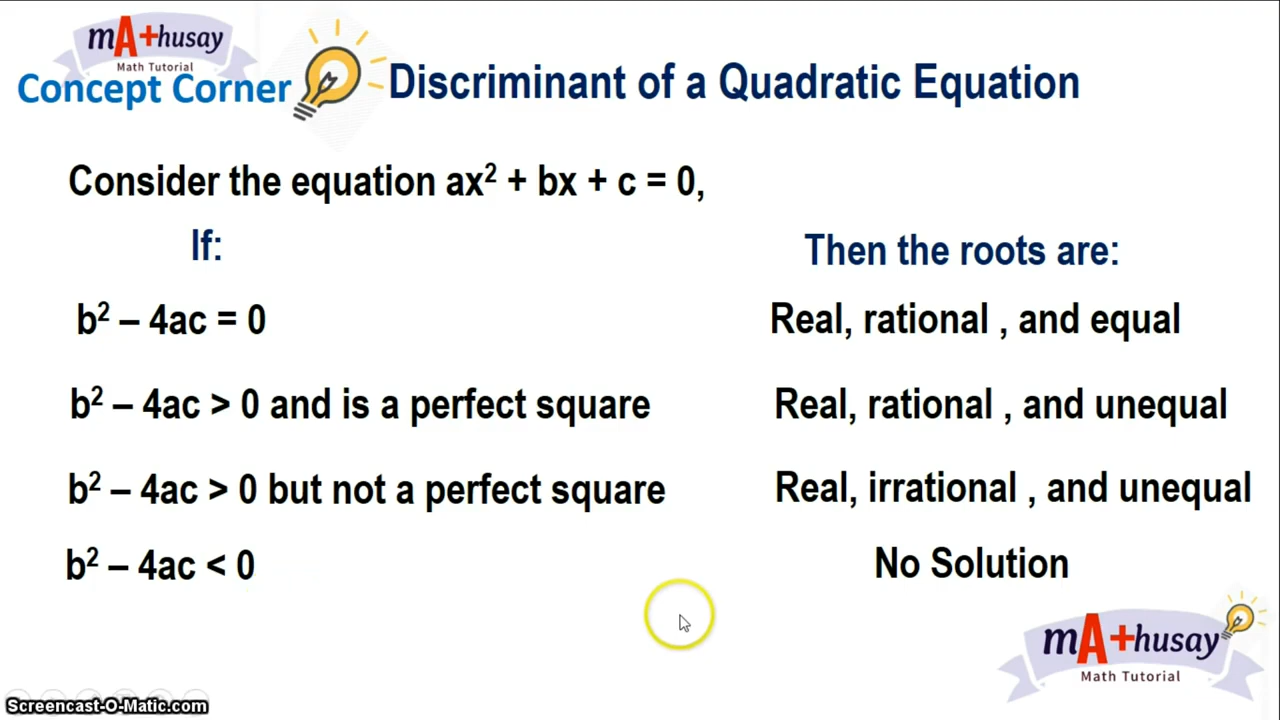 mA+husay
Math Tutorial
Concept Corner
Discriminant of a Quadratic Equation
Consider the equation ax² + bx + c = 0,
If:
Then the roots are:
b² – 4ac = 0
Real, rational , and equal
b² – 4ac > 0 and is a perfect square
Real, rational , and unequal
b² – 4ac > 0 but not a perfect square
Real, irrational , and unequal
b² – 4ac < 0
No Solution
mA+husay
Math Tutorial
Screencast-O-Matic.com